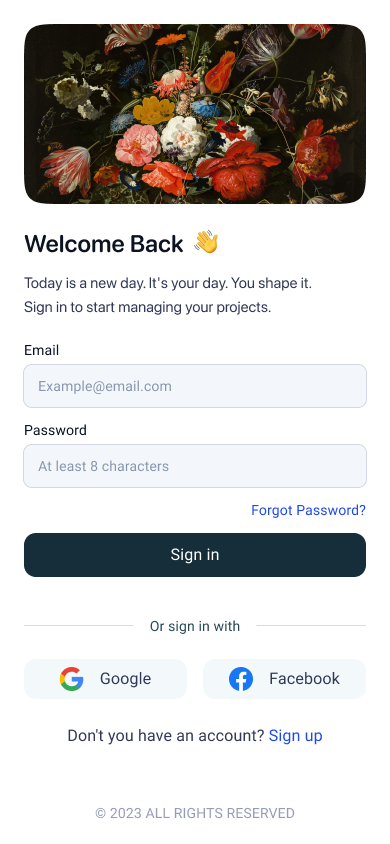 Welcome Back 👋
Today is a new day. It's your day. You shape it.
Sign in to start managing your projects.
Email
Example@email.com
Password
At least 8 characters
Forgot Password?
Sign in
Or sign in with
Google
Facebook
Don't you have an account? Sign up
© 2023 ALL RIGHTS RESERVED